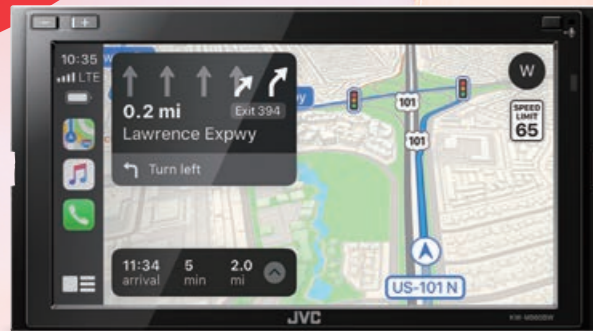 10:35
LTE
0.2 mi
Exit 394
Lawrence Expwy
Turn left
11:34 5 2.0
arrival min mi
101
101
W
SPEED
LIMIT
65
US-101 N
JVC